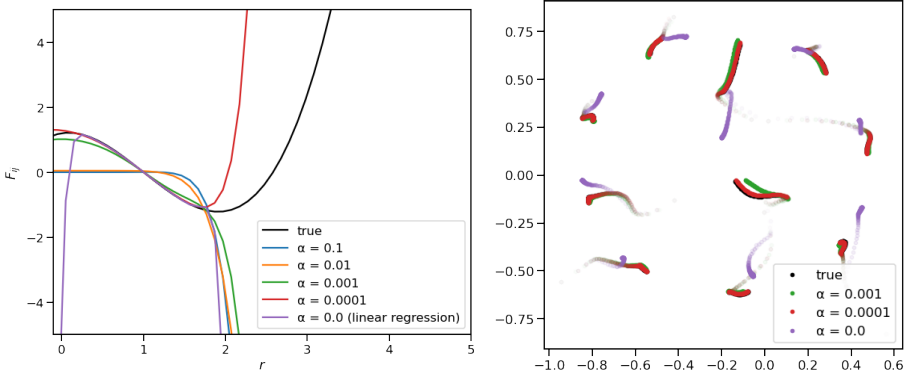 4
2
0
−2
−4
F_ij
0
1
2
3
4
5
r
true
α = 0.1
α = 0.01
α = 0.001
α = 0.0001
α = 0.0 (linear regression)
0.75
0.50
0.25
0.00
−0.25
−0.50
−0.75
−1.0
−0.8
−0.6
−0.4
−0.2
0.0
0.2
0.4
0.6
true
α = 0.001
α = 0.0001
α = 0.0